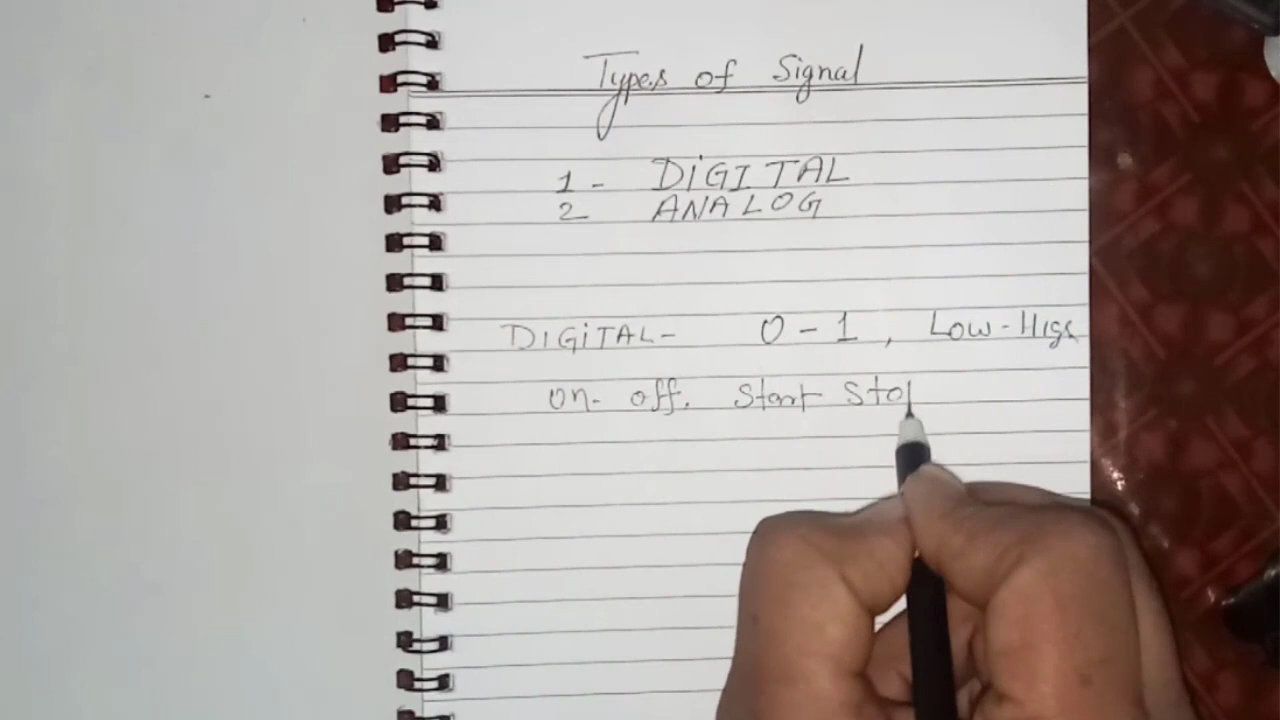 Types of Signal
1 - DIGITAL
2 ANALOG
DIGITAL - 0 - 1 , Low - High
on - off. Start Sto